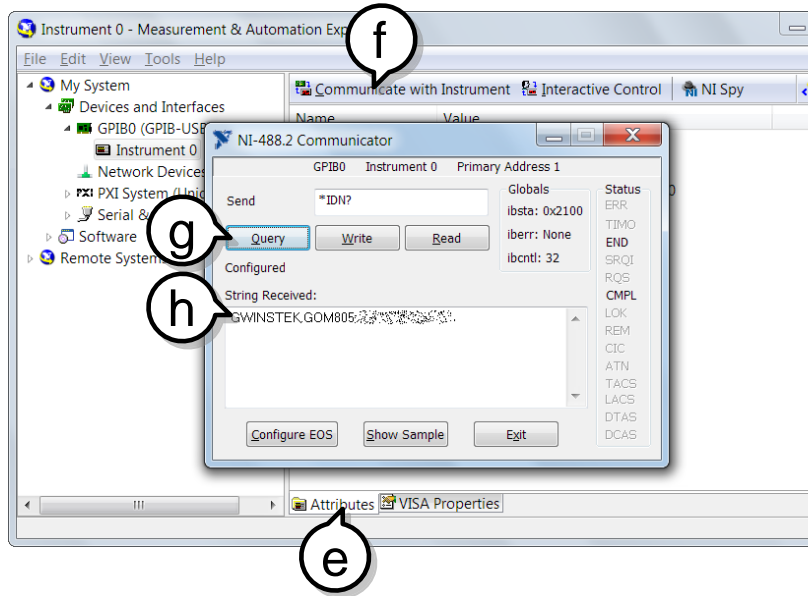 Instrument 0 - Measurement & Automation Exp
f
File Edit View Tools Help
My System
Devices and Interfaces
GPIB0 (GPIB-USB
Instrument 0
Network Devices
PXI System (Unid
Serial &
Software
Remote Systems
Communicate with Instrument Interactive Control NI Spy
Name Value
NI-488.2 Communicator
GPIB0 Instrument 0 Primary Address 1
Send *IDN?
Query Write Read
g
Configured
String Received:
h
GWINSTEK,GOM805
Globals
ibsta: 0x2100
iberr: None
ibcntl: 32
Status
ERR
TIMO
END
SRQI
RQS
CMPL
LOK
REM
CIC
ATN
TACS
LACS
DTAS
DCAS
Configure EOS Show Sample Exit
0
Attributes VISA Properties
e